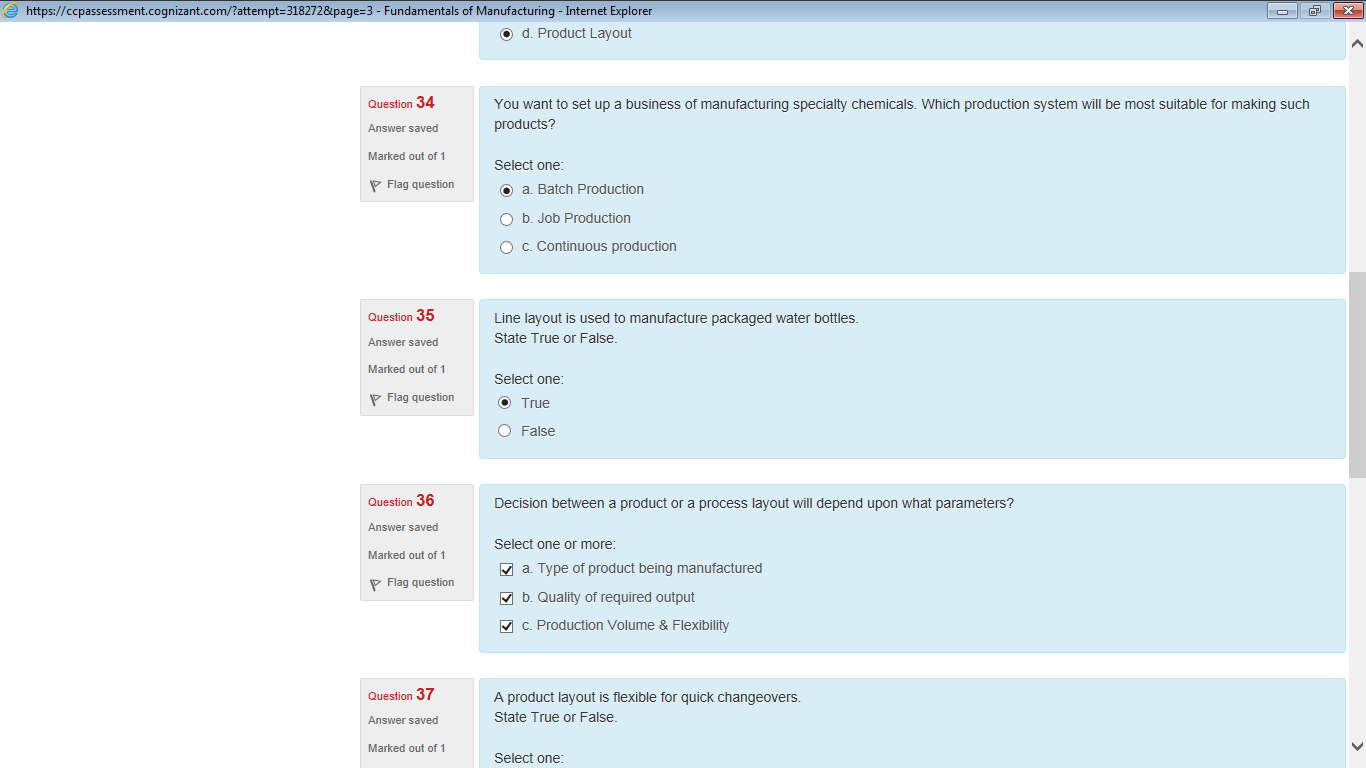 https://ccpassessment.cognizant.com/?attempt=318272&page=3 - Fundamentals of Manufacturing - Internet Explorer
d. Product Layout
Question 34
Answer saved
Marked out of 1
Flag question
You want to set up a business of manufacturing specialty chemicals. Which production system will be most suitable for making such
products?
Select one:
a. Batch Production
b. Job Production
c. Continuous production
Question 35
Answer saved
Marked out of 1
Flag question
Line layout is used to manufacture packaged water bottles.
State True or False.
Select one:
True
False
Question 36
Answer saved
Marked out of 1
Flag question
Decision between a product or a process layout will depend upon what parameters?
Select one or more:
a. Type of product being manufactured
b. Quality of required output
c. Production Volume & Flexibility
Question 37
Answer saved
Marked out of 1
A product layout is flexible for quick changeovers.
State True or False.
Select one: